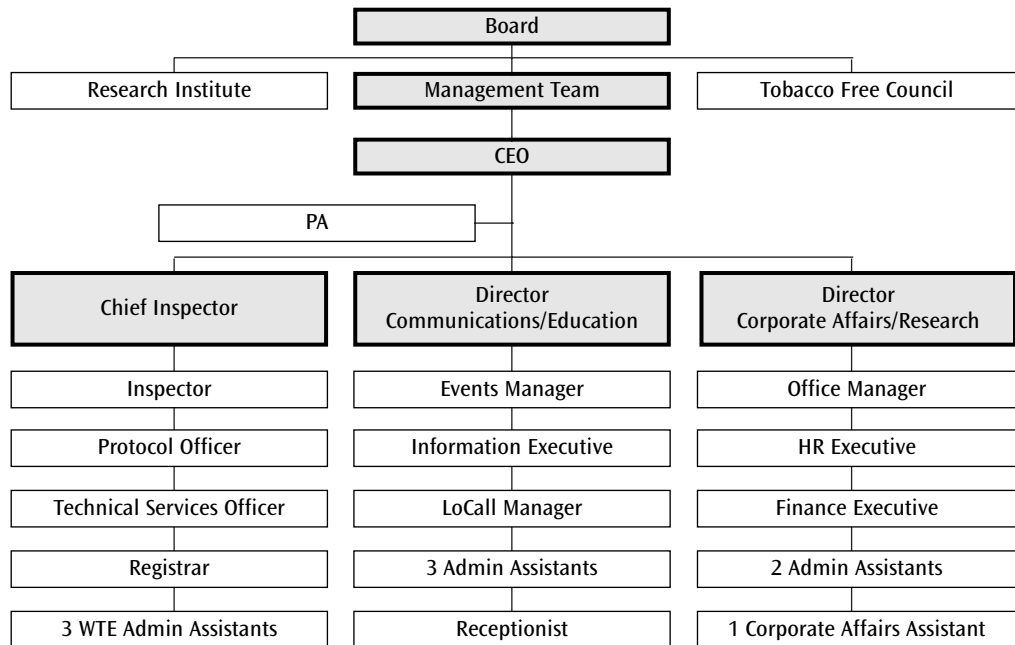 Board
Research Institute
Management Team
Tobacco Free Council
CEO
PA
Chief Inspector
Director
Communications/Education
Director
Corporate Affairs/Research
Inspector
Events Manager
Office Manager
Protocol Officer
Information Executive
HR Executive
Technical Services Officer
LoCall Manager
Finance Executive
Registrar
3 Admin Assistants
2 Admin Assistants
3 WTE Admin Assistants
Receptionist
1 Corporate Affairs Assistant